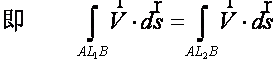 即 ∫_{AL₁B} V⃗ · ds⃗ = ∫_{AL₂B} V⃗ · ds⃗